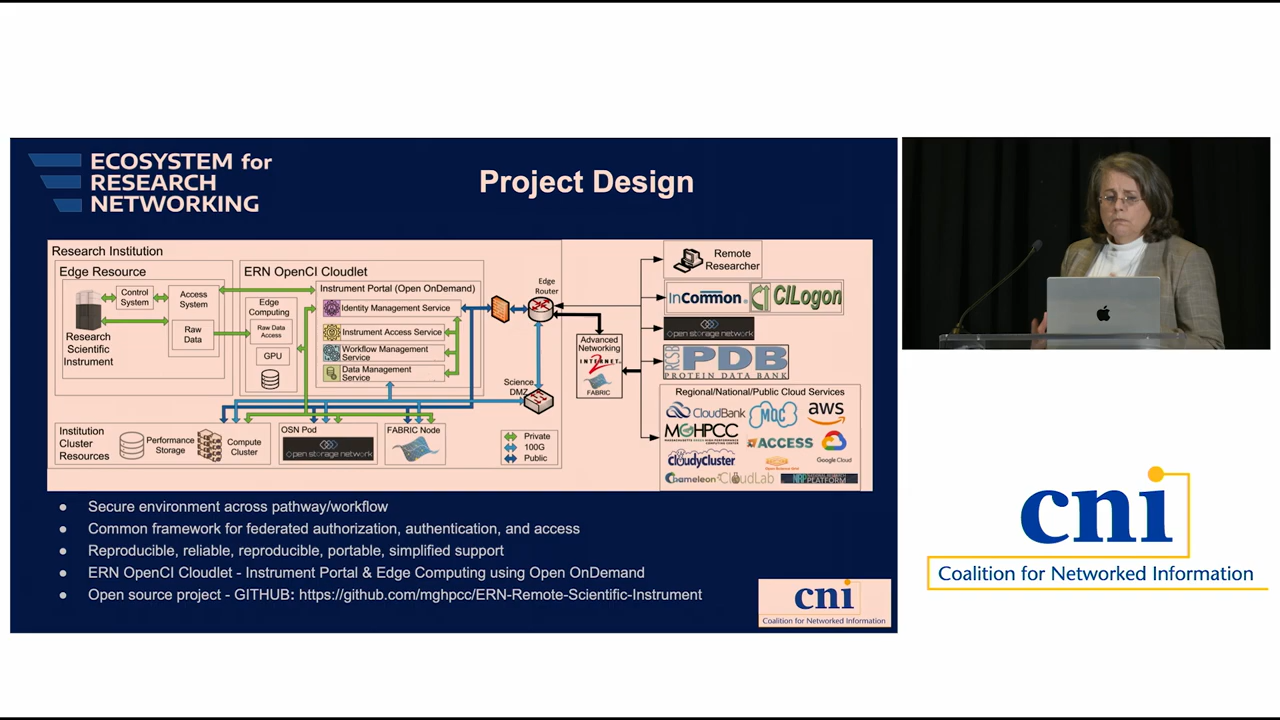 ECOSYSTEM for
RESEARCH
NETWORKING
Project Design
Research Institution
Edge Resource
Control
System
Access
System
Raw
Data
Research
Scientific
Instrument
ERN OpenCI Cloudlet
Edge
Computing
Raw Data
Access
GPU
Instrument Portal (Open OnDemand)
Identity Management Service
Instrument Access Service
Workflow Management
Service
Data Management
Service
Edge
Router
Science
DMZ
Institution
Cluster
Resources
Performance
Storage
Compute
Cluster
OSN Pod
open storage network
FABRIC Node
Private
100G
Public
Advanced
Networking
INTERNET
2
FABRIC
Remote
Researcher
InCommon
CILogon
open storage network
RCSB
PDB
PROTEIN DATA BANK
Regional/National/Public Cloud Services
CloudBank
MOC
aws
MGHPCC
ACCESS
CloudyCluster
Google Cloud
Chameleon
CloudLab
● Secure environment across pathway/workflow
● Common framework for federated authorization, authentication, and access
● Reproducible, reliable, reproducible, portable, simplified support
● ERN OpenCI Cloudlet - Instrument Portal & Edge Computing using Open OnDemand
● Open source project - GITHUB: https://github.com/mghpcc/ERN-Remote-Scientific-Instrument
cni
Coalition for Networked Information
cni
Coalition for Networked Information